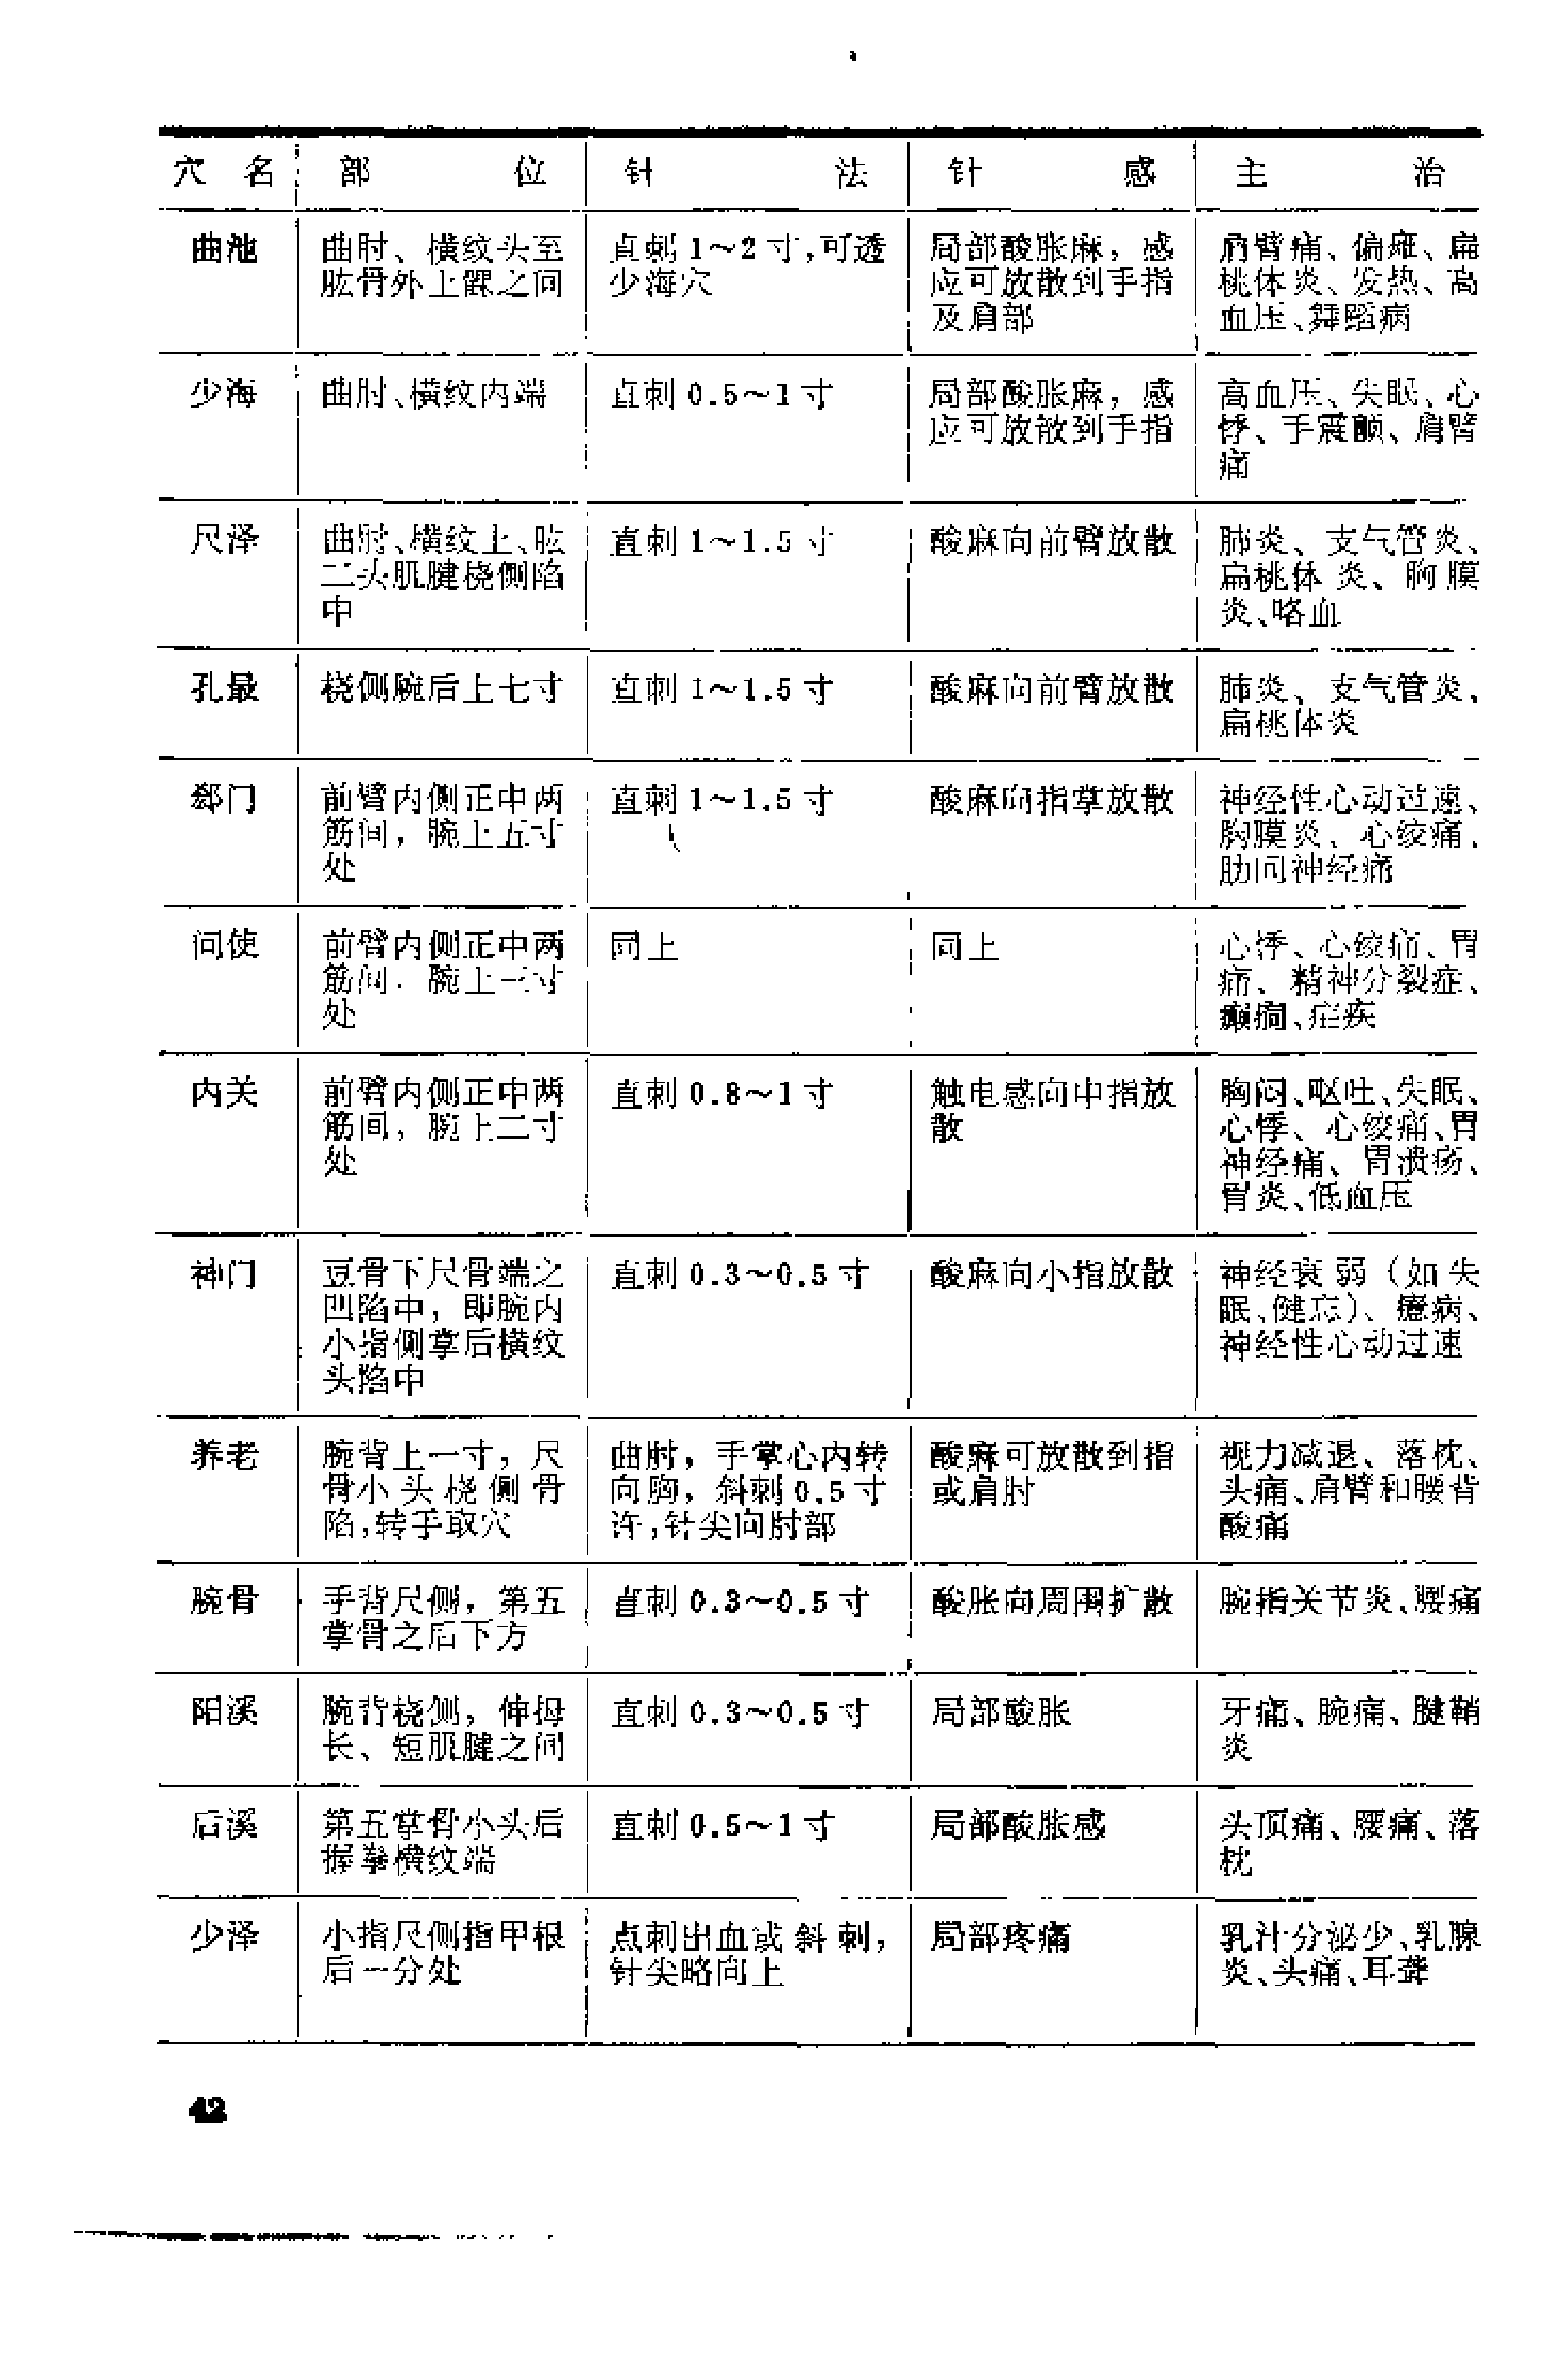 穴 名 部 位 针 法 针 感 主 治
曲池 曲肘、横纹头至 直刺 1～2 寸,可透 局部酸胀麻，感 肩臂痛、偏瘫、扁
肱骨外上髁之间 少海穴 应可放散到手指 桃体炎、发热、高
及肩部 血压、舞蹈病
少海 曲肘、横纹内端 直刺 0.5～1 寸 局部酸胀麻，感 高血压、失眠、心
应可放散到手指 悸、手震颤、肩臂
痛
尺泽 曲肘、横纹上、肱 直刺 1～1.5 寸 酸麻向前臂放散 肺炎、支气管炎、
二头肌腱桡侧陷 扁桃体炎、胸膜
中 炎、咯血
孔最 桡侧腕后上七寸 直刺 1～1.5 寸 酸麻向前臂放散 肺炎、支气管炎、
扁桃体炎
郄门 前臂内侧正中两 直刺 1～1.5 寸 酸麻向指掌放散 神经性心动过速、
筋间，腕上五寸 胸膜炎、心绞痛、
处 肋间神经痛
间使 前臂内侧正中两 同上 同上 心悸、心绞痛、胃
筋间，腕上三寸 痛、精神分裂症、
处 癫痫、疟疾
内关 前臂内侧正中两 直刺 0.8～1 寸 触电感向中指放 胸闷、呕吐、失眠、
筋间，腕上二寸 散 心悸、心绞痛、胃
处 神经痛、胃溃疡、
胃炎、低血压
神门 豆骨下尺骨端之 直刺 0.3～0.5 寸 酸麻向小指放散 神经衰弱（如失
凹陷中，即腕内 眠、健忘）、癔病、
小指侧掌后横纹 神经性心动过速
头陷中
养老 腕背上一寸，尺 曲肘，手掌心内转 酸麻可放散到指 视力减退、落枕、
骨小头桡侧骨 向胸，斜刺 0.5 寸 或肩肘 头痛、肩臂和腰背
陷,转手取穴 许,针尖向肘部 酸痛
腕骨 手背尺侧，第五 直刺 0.3～0.5 寸 酸胀向周围扩散 腕指关节炎、腰痛
掌骨之后下方
阳溪 腕背桡侧，伸拇 直刺 0.3～0.5 寸 局部酸胀 牙痛、腕痛、腱鞘
长、短肌腱之间 炎
后溪 第五掌骨小头后 直刺 0.5～1 寸 局部酸胀感 头顶痛、腰痛、落
握拳横纹端 枕
少泽 小指尺侧指甲根 点刺出血或斜刺， 局部疼痛 乳汁分泌少、乳腺
后一分处 针尖略向上 炎、头痛、耳聋
42